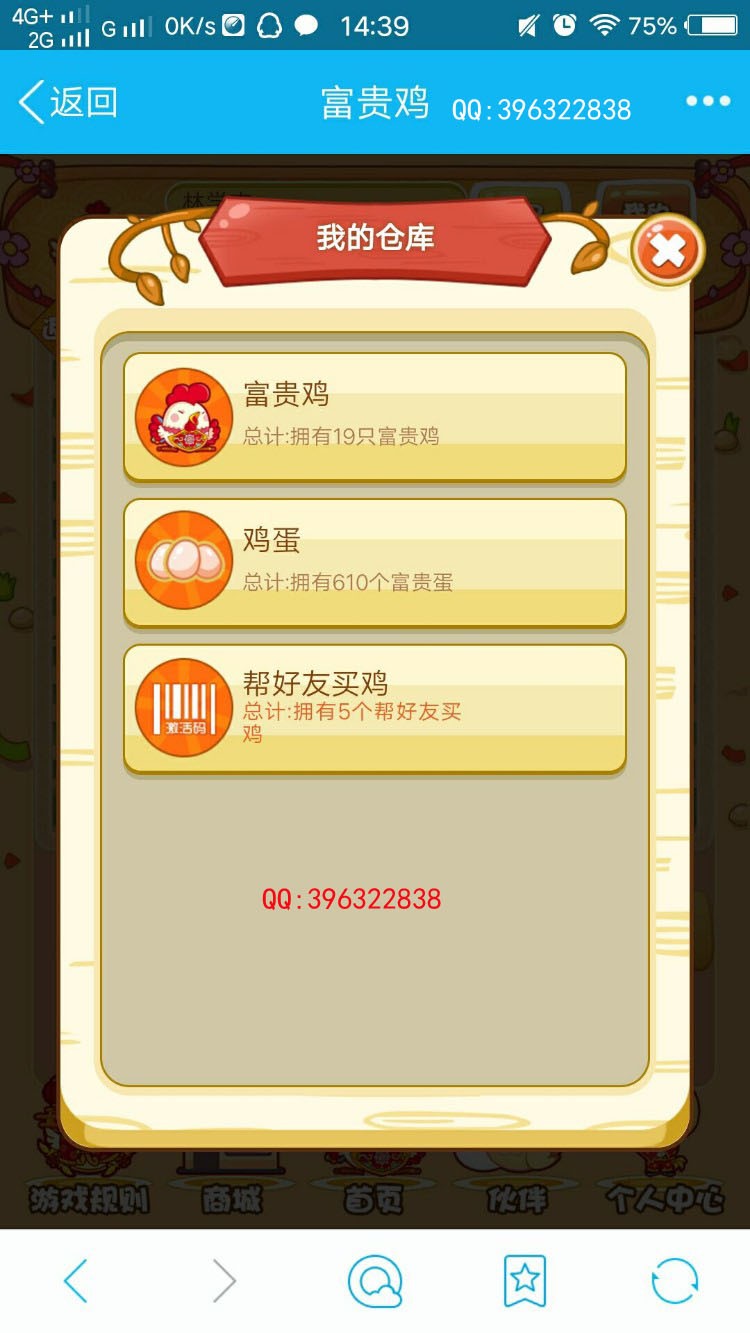 4G+
2G G 0K/s 14:39 75%
返回 富贵鸡 QQ:396322838
我的仓库
富贵鸡
总计:拥有19只富贵鸡
鸡蛋
总计:拥有610个富贵蛋
激活码
帮好友买鸡
总计:拥有5个帮好友买
鸡
QQ:396322838
游戏规则 商城 首页 伙伴 个人中心